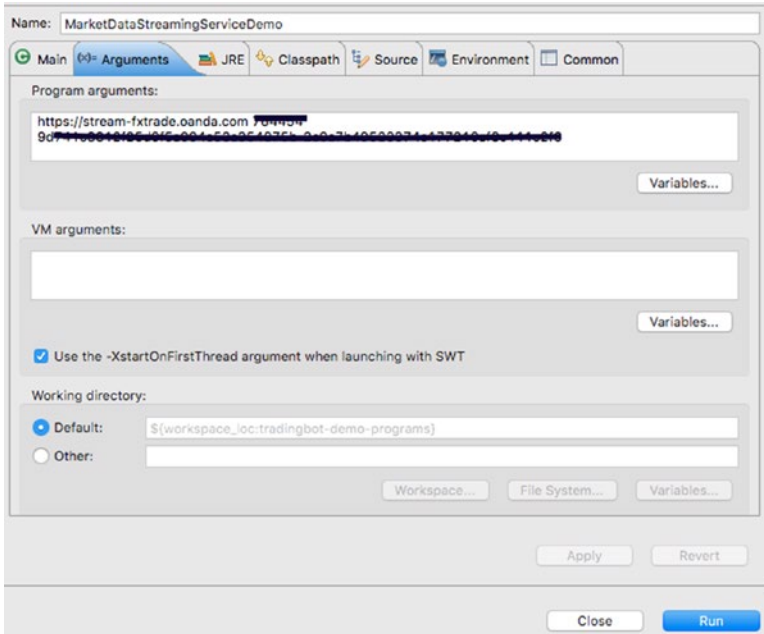 Name: MarketDataStreamingServiceDemo
Main (x)= Arguments JRE Classpath Source Environment Common
Program arguments:
https://stream-fxtrade.oanda.com
Variables...
VM arguments:
Variables...
Use the -XstartOnFirstThread argument when launching with SWT
Working directory:
Default: ${workspace_loc:tradingbot-demo-programs}
Other:
Workspace... File System... Variables...
Apply Revert
Close Run